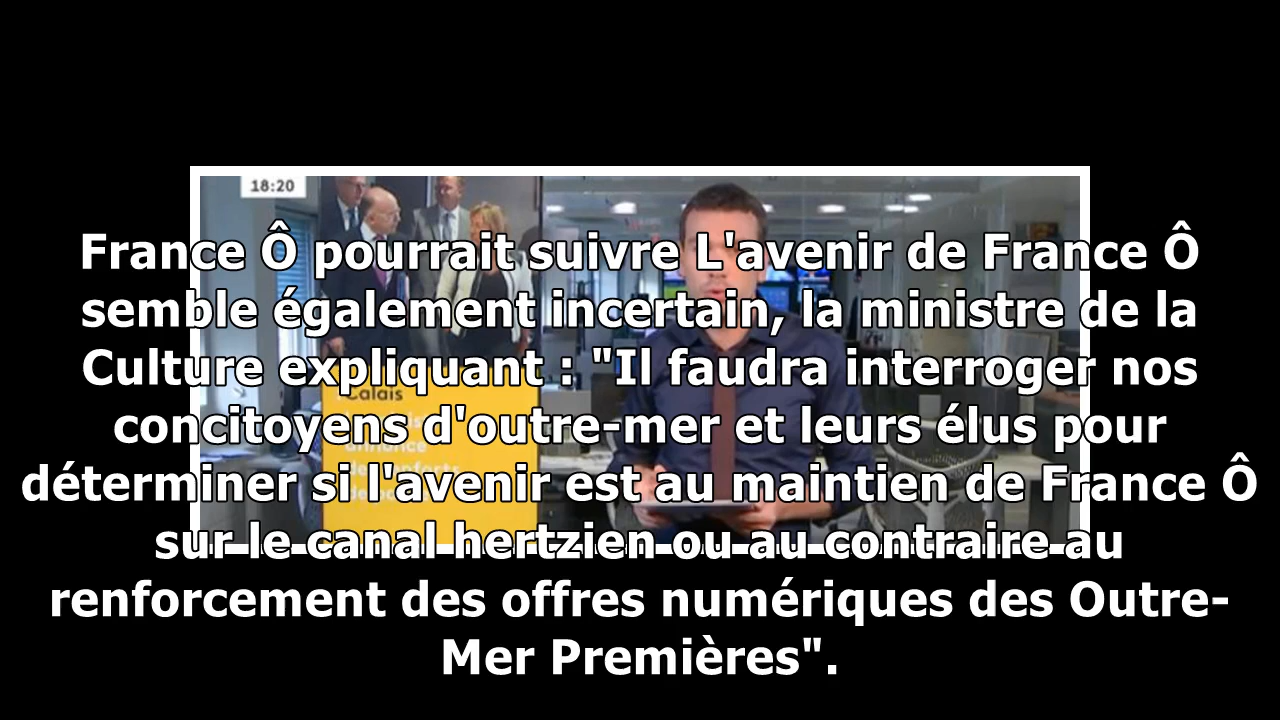 18:20
France Ô pourrait suivre L'avenir de France Ô
semble également incertain, la ministre de la
Culture expliquant : "Il faudra interroger nos
concitoyens d'outre-mer et leurs élus pour
déterminer si l'avenir est au maintien de France Ô
sur le canal hertzien ou au contraire au
renforcement des offres numériques des Outre-
Mer Premières".
Calais
annonce